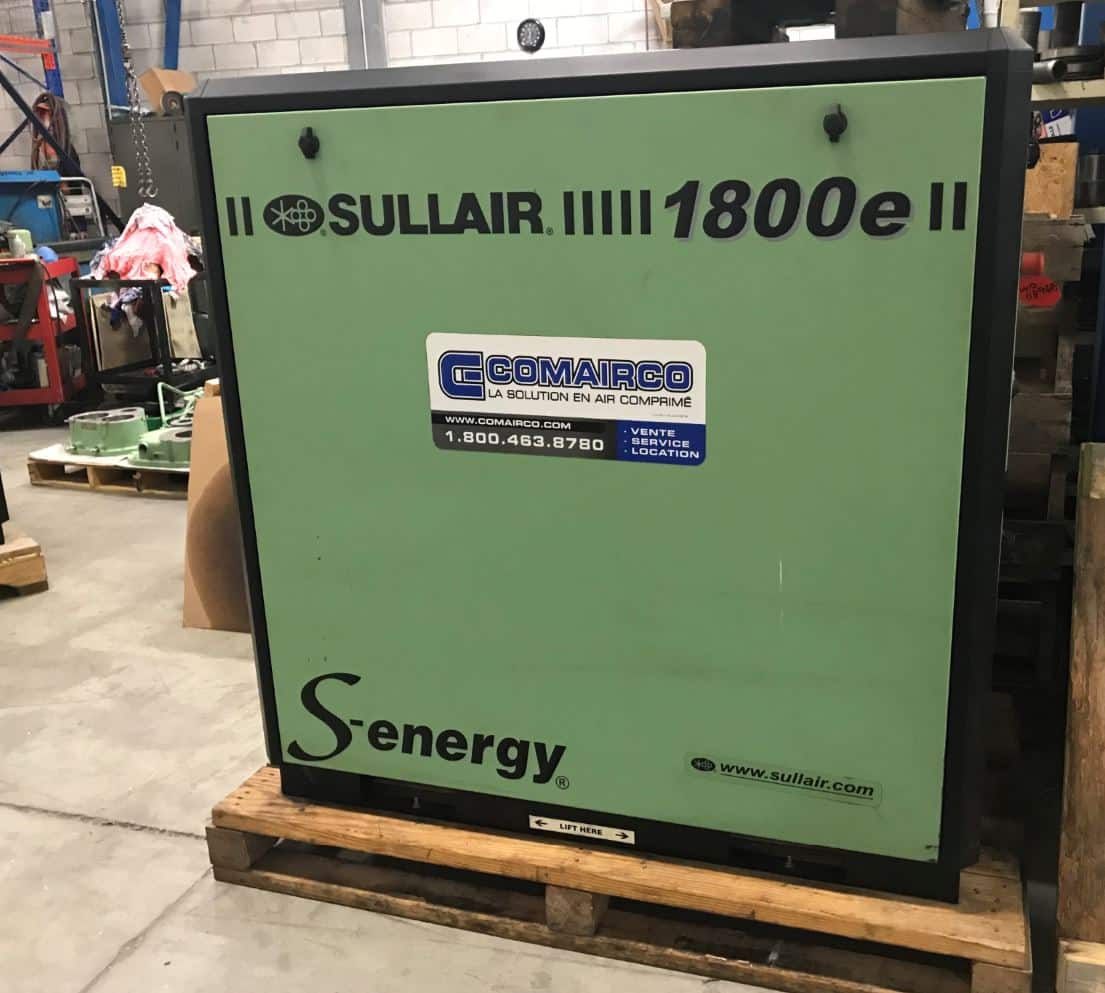 SULLAIR® 1800e
COMAIRCO
LA SOLUTION EN AIR COMPRIMÉ
WWW.COMAIRCO.COM
1.800.463.8780
· VENTE
· SERVICE
· LOCATION
S-energy®
www.sullair.com
← LIFT HERE →